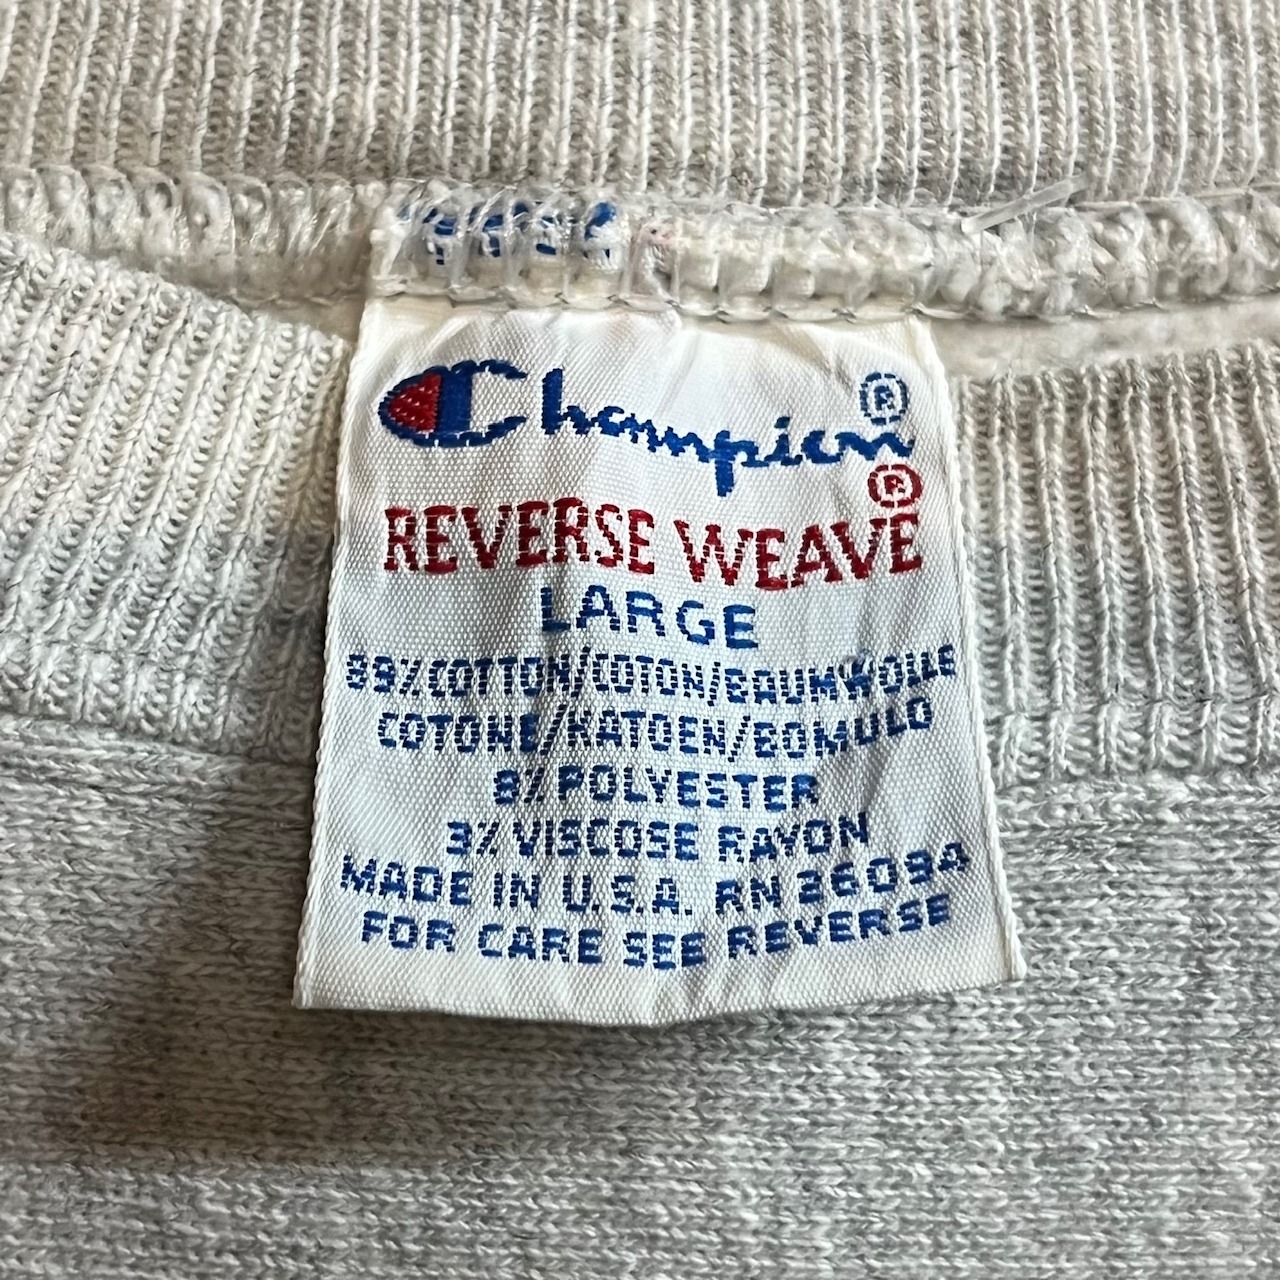 Champion®
REVERSE WEAVE®
LARGE
89% COTTON/COTON/BAUMWOLLE
COTONE/KATOEN/BOMULD
8% POLYESTER
3% VISCOSE RAYON
MADE IN U.S.A. RN 36094
FOR CARE SEE REVERSE